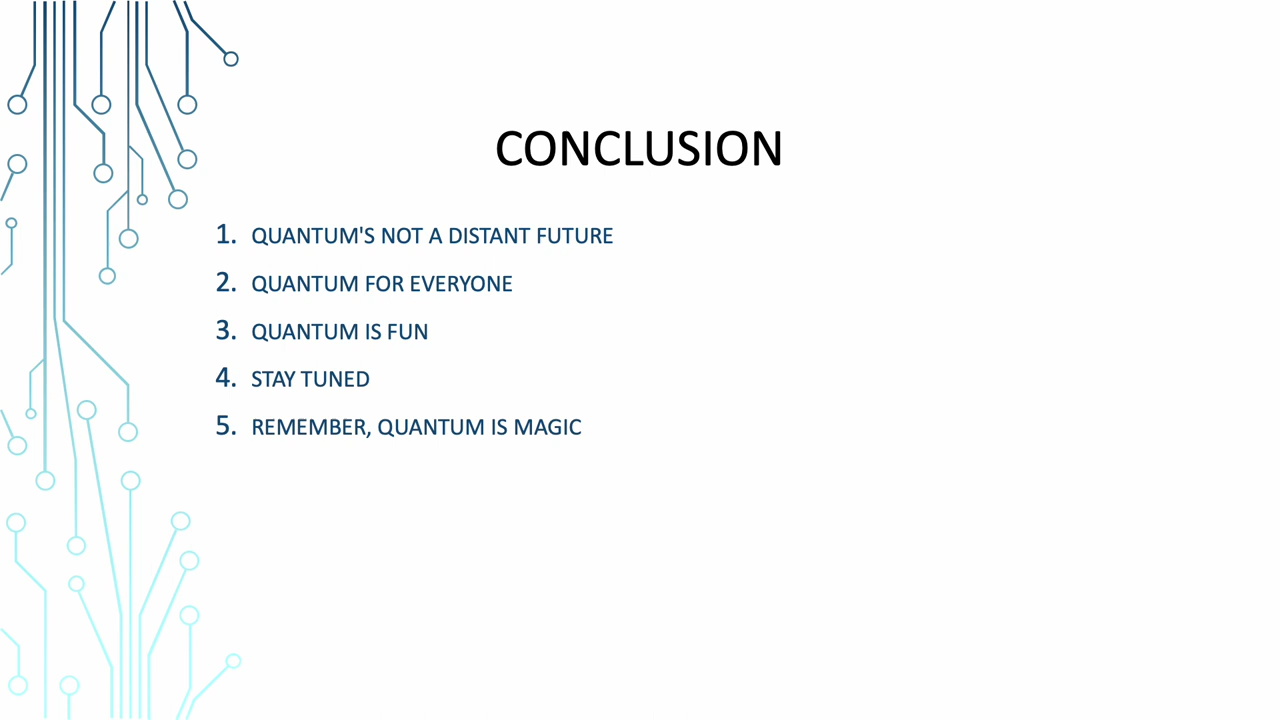 CONCLUSION
1. QUANTUM'S NOT A DISTANT FUTURE
2. QUANTUM FOR EVERYONE
3. QUANTUM IS FUN
4. STAY TUNED
5. REMEMBER, QUANTUM IS MAGIC